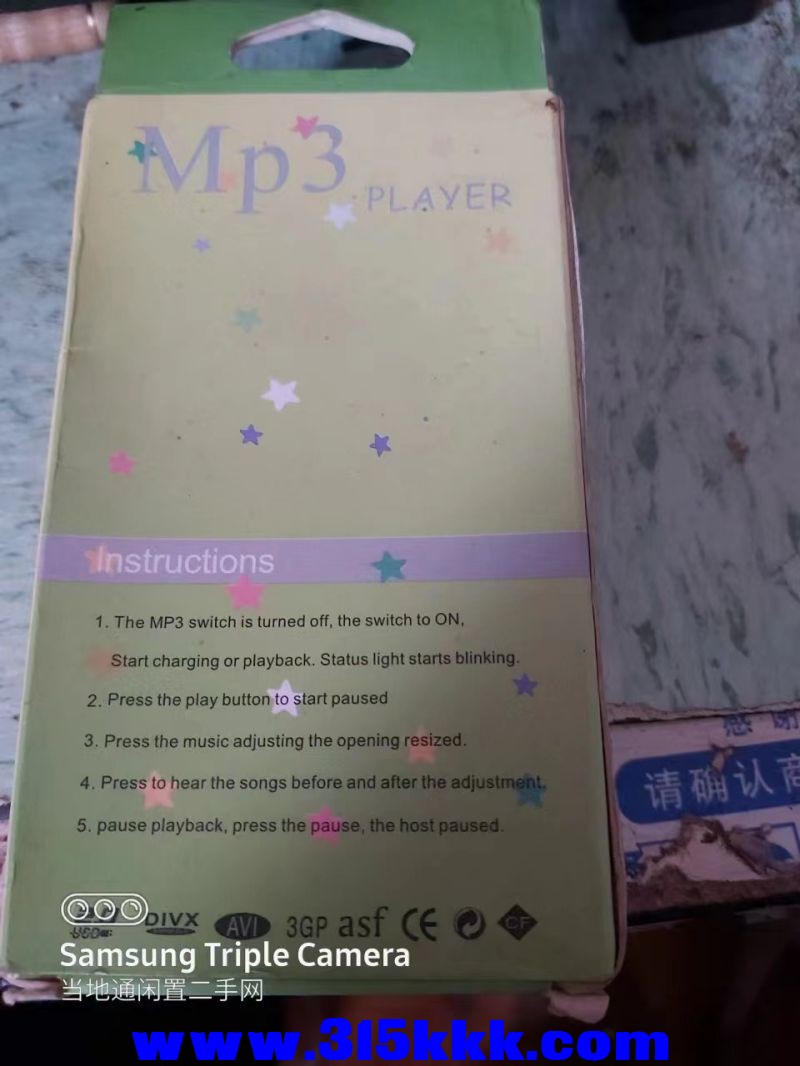 Mp3 PLAYER
Instructions
1. The MP3 switch is turned off, the switch to ON,
Start charging or playback. Status light starts blinking.
2. Press the play button to start paused
3. Press the music adjusting the opening resized.
4. Press to hear the songs before and after the adjustment.
5. pause playback, press the pause, the host paused.
感谢
请确认商
DIVX AVI 3GP asf CE CF
Samsung Triple Camera
当地通闲置二手网
www.315kkk.com